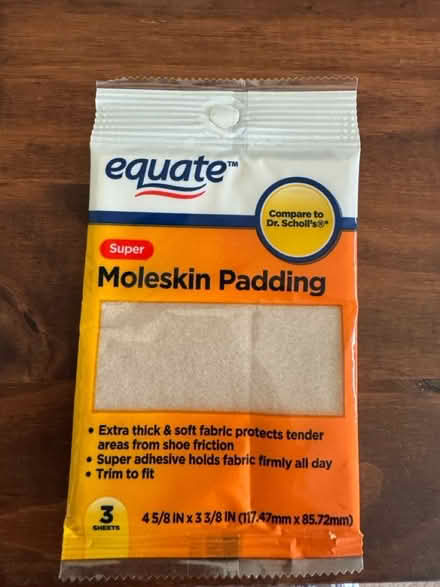 equate™
Compare to
Dr. Scholl's®*
Super
Moleskin Padding
• Extra thick & soft fabric protects tender
areas from shoe friction
• Super adhesive holds fabric firmly all day
• Trim to fit
3
SHEETS
4 5/8 IN x 3 3/8 IN (117.47mm x 85.72mm)